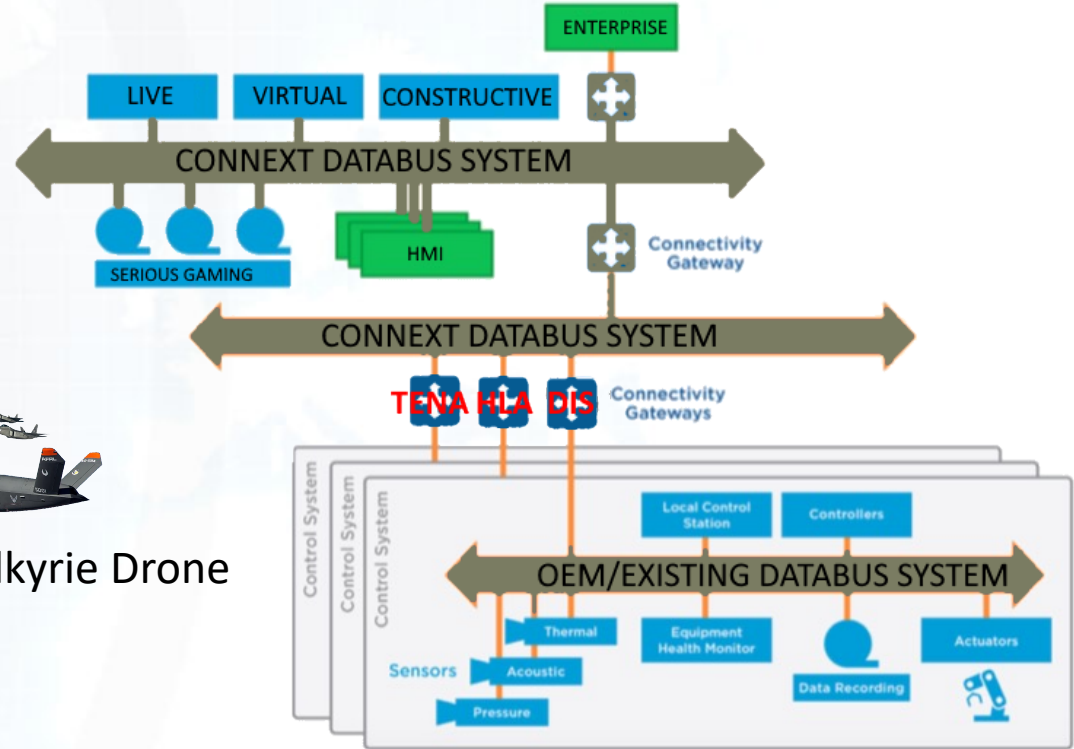 ENTERPRISE
LIVE
VIRTUAL
CONSTRUCTIVE
CONNEXT DATABUS SYSTEM
SERIOUS GAMING
HMI
Connectivity
Gateway
CONNEXT DATABUS SYSTEM
TENA HLA DIS
Connectivity
Gateways
lkyrie Drone
Control System
Control System
Control System
Local Control
Station
Controllers
OEM/EXISTING DATABUS SYSTEM
Sensors
Thermal
Acoustic
Pressure
Equipment
Health Monitor
Data Recording
Actuators